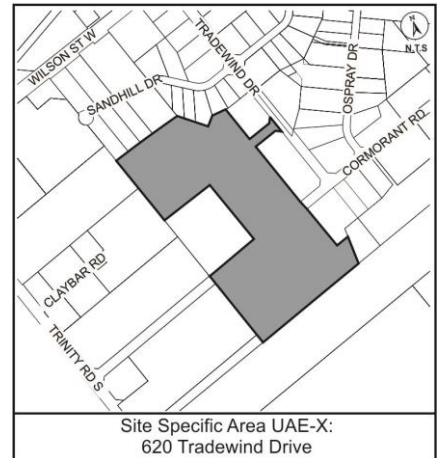 WILSON ST W
SANDHILL DR
TRADEWIND DR
OSPRAY DR
N
N.T.S
CORMORANT RD
CLAYBAR RD
TRINITY RD S
Site Specific Area UAE-X:
620 Tradewind Drive